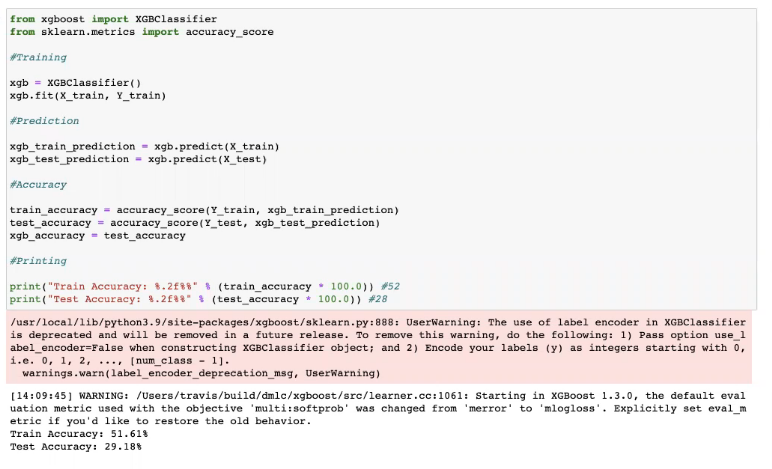 from xgboost import XGBClassifier
from sklearn.metrics import accuracy_score
#Training
xgb = XGBClassifier()
xgb.fit(X_train, Y_train)
#Prediction
xgb_train_prediction = xgb.predict(X_train)
xgb_test_prediction = xgb.predict(X_test)
#Accuracy
train_accuracy = accuracy_score(Y_train, xgb_train_prediction)
test_accuracy = accuracy_score(Y_test, xgb_test_prediction)
xgb_accuracy = test_accuracy
#Printing
print("Train Accuracy: %.2f%%" % (train_accuracy * 100.0)) #52
print("Test Accuracy: %.2f%%" % (test_accuracy * 100.0)) #28
/usr/local/lib/python3.9/site-packages/xgboost/sklearn.py:888: UserWarning: The use of label encoder in XGBClassifier
is deprecated and will be removed in a future release. To remove this warning, do the following: 1) Pass option use_l
abel_encoder=False when constructing XGBClassifier object; and 2) Encode your labels (y) as integers starting with 0,
i.e. 0, 1, 2, ..., [num_class - 1].
warnings.warn(label_encoder_deprecation_msg, UserWarning)
[14:09:45] WARNING: /Users/travis/build/dmlc/xgboost/src/learner.cc:1061: Starting in XGBoost 1.3.0, the default eval
uation metric used with the objective 'multi:softprob' was changed from 'merror' to 'mlogloss'. Explicitly set eval_m
etric if you'd like to restore the old behavior.
Train Accuracy: 51.61%
Test Accuracy: 29.18%